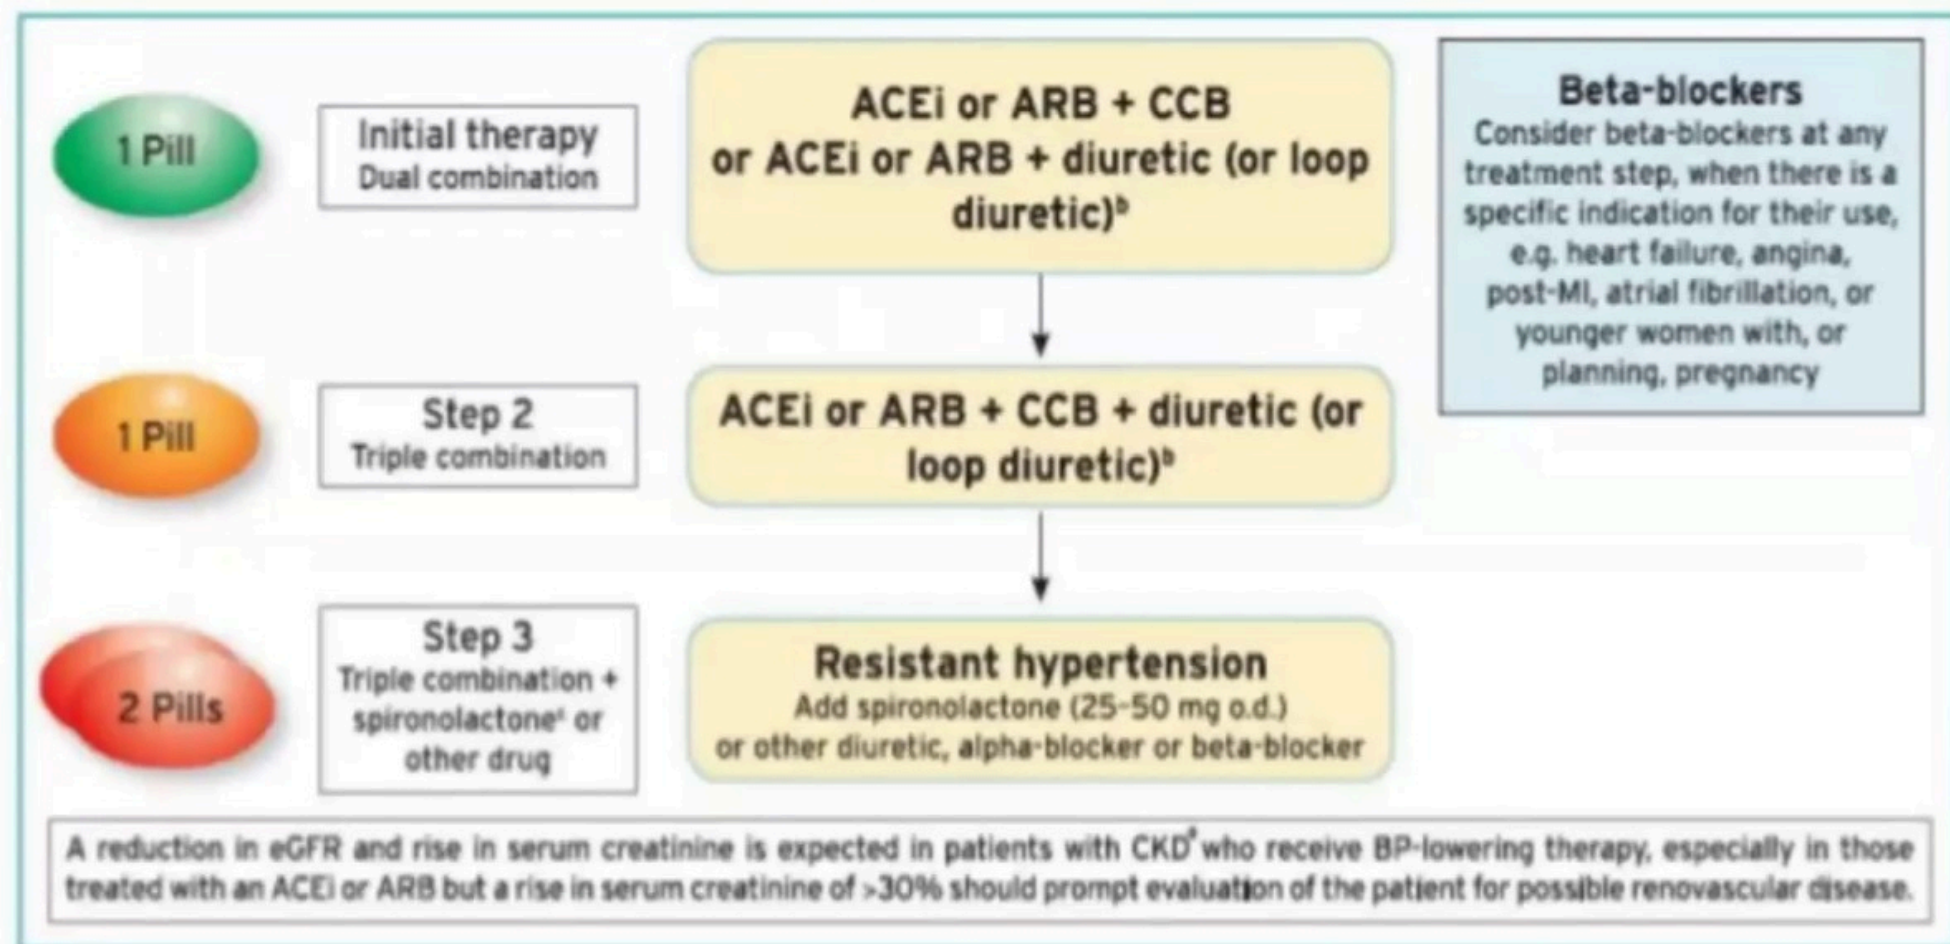 1 Pill
Initial therapy
Dual combination
ACEi or ARB + CCB
or ACEi or ARB + diuretic (or loop
diuretic)ᵇ
Beta-blockers
Consider beta-blockers at any
treatment step, when there is a
specific indication for their use,
e.g. heart failure, angina,
post-MI, atrial fibrillation, or
younger women with, or
planning, pregnancy
1 Pill
Step 2
Triple combination
ACEi or ARB + CCB + diuretic (or
loop diuretic)ᵇ
2 Pills
Step 3
Triple combination +
spironolactoneᶜ or
other drug
Resistant hypertension
Add spironolactone (25-50 mg o.d.)
or other diuretic, alpha-blocker or beta-blocker
A reduction in eGFR and rise in serum creatinine is expected in patients with CKDᵃ who receive BP-lowering therapy, especially in those
treated with an ACEi or ARB but a rise in serum creatinine of >30% should prompt evaluation of the patient for possible renovascular disease.